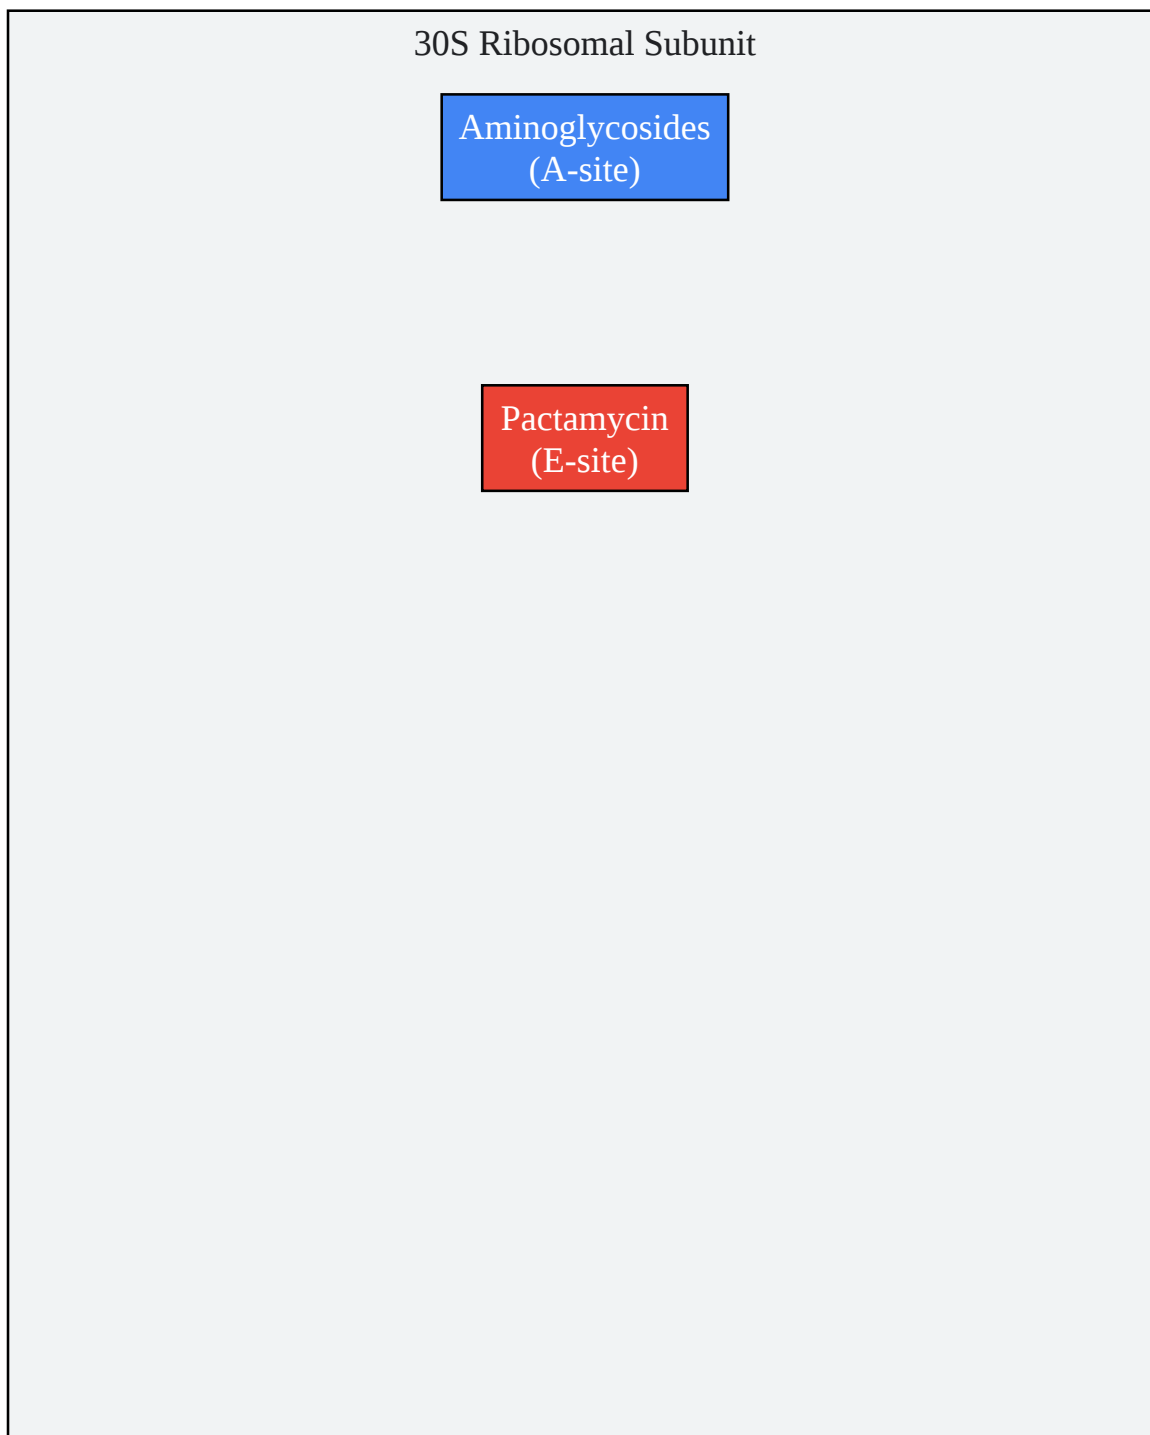 30S Ribosomal Subunit
Aminoglycosides
(A-site)
Pactamycin
(E-site)